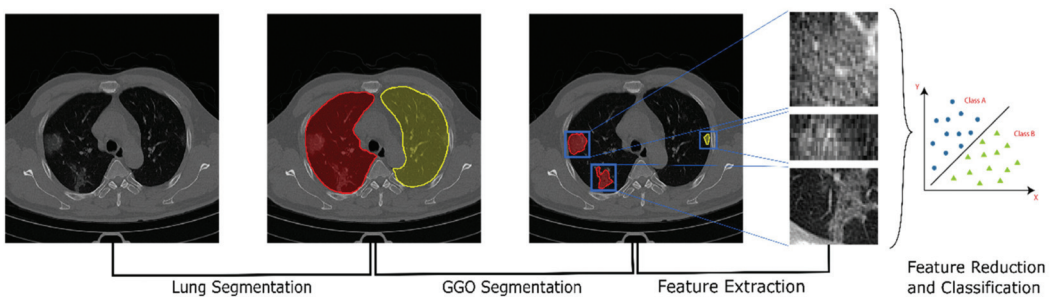 Y
Class A
Class B
X
Lung Segmentation
GGO Segmentation
Feature Extraction
Feature Reduction
and Classification